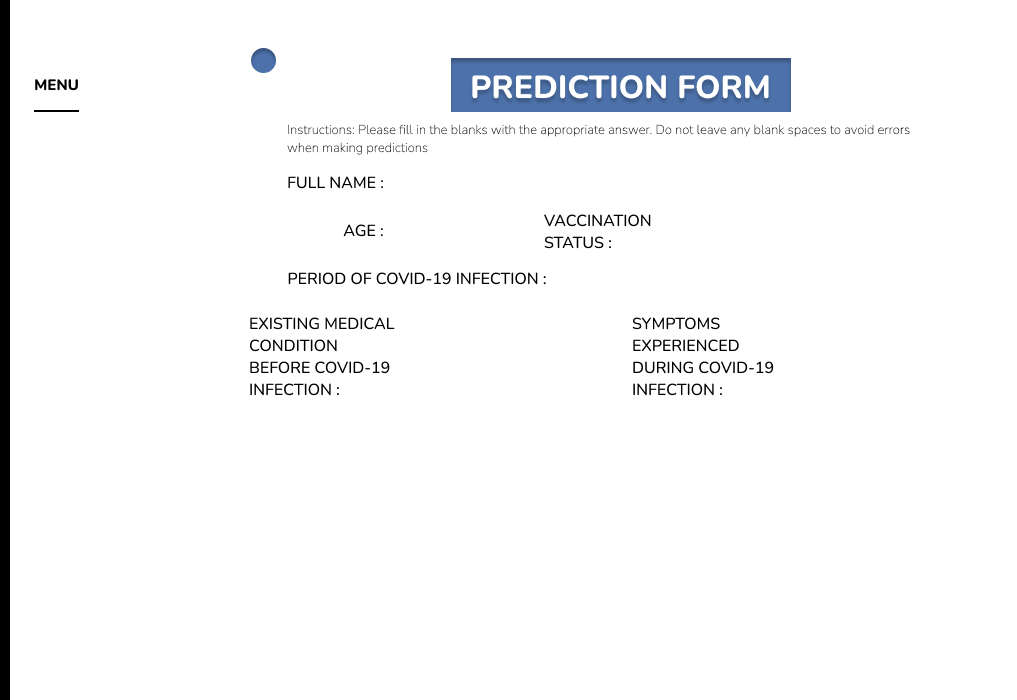 MENU
PREDICTION FORM
Instructions: Please fill in the blanks with the appropriate answer. Do not leave any blank spaces to avoid errors
when making predictions
FULL NAME :
AGE :
VACCINATION
STATUS :
PERIOD OF COVID-19 INFECTION :
EXISTING MEDICAL
CONDITION
BEFORE COVID-19
INFECTION :
SYMPTOMS
EXPERIENCED
DURING COVID-19
INFECTION :